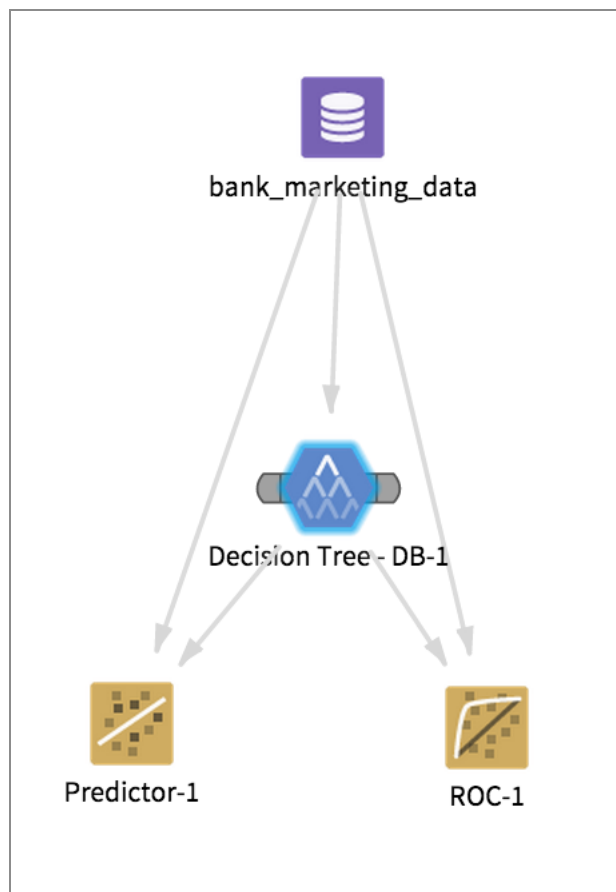 bank_marketing_data
Decision Tree - DB-1
Predictor-1
ROC-1